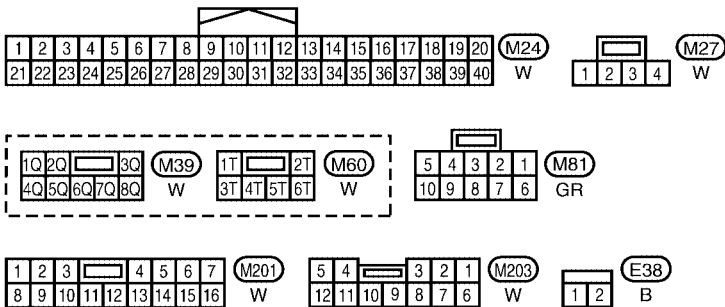 1 2 3 4 5 6 7 8 9 10 11 12 13 14 15 16 17 18 19 20 M24 M27
21 22 23 24 25 26 27 28 29 30 31 32 33 34 35 36 37 38 39 40 W 1 2 3 4 W
1Q 2Q 3Q M39 1T 2T M60 5 4 3 2 1 M81
4Q 5Q 6Q 7Q 8Q W 3T 4T 5T 6T W 10 9 8 7 6 GR
1 2 3 4 5 6 7 M201 5 4 3 2 1 M203 E38
8 9 10 11 12 13 14 15 16 W 12 11 10 9 8 7 6 W 1 2 B